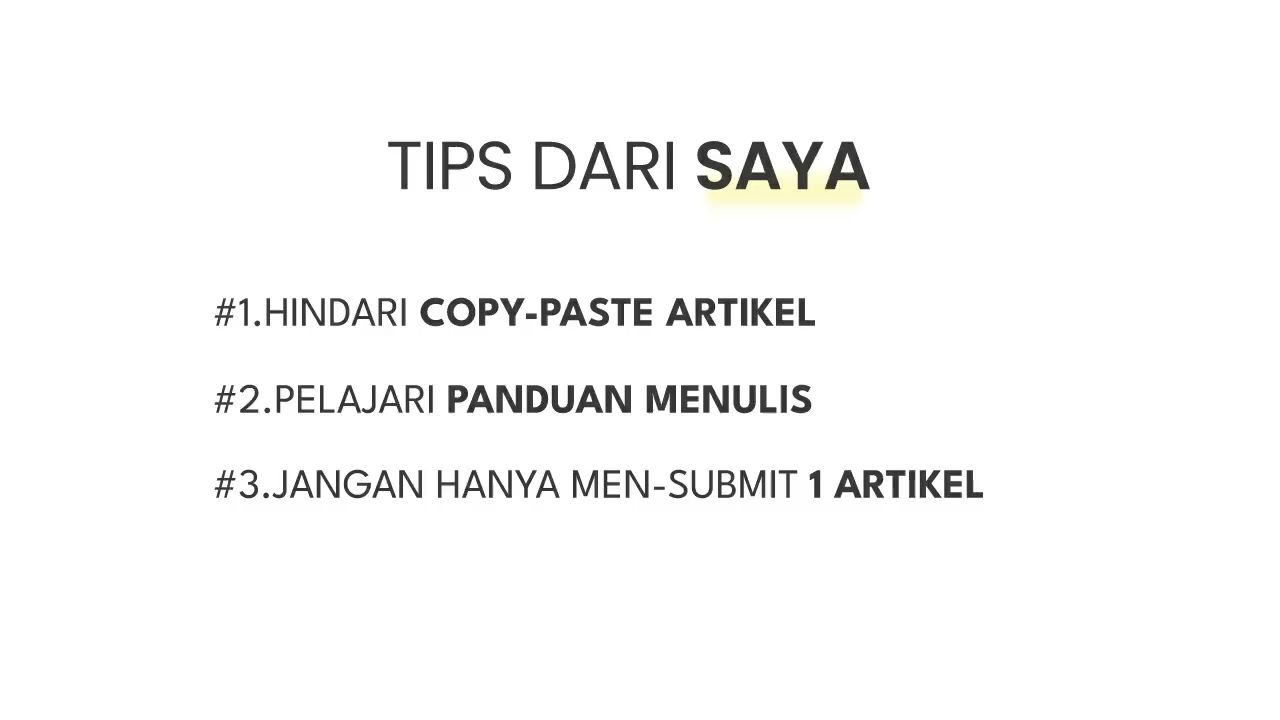 TIPS DARI SAYA
#1.HINDARI COPY-PASTE ARTIKEL
#2.PELAJARI PANDUAN MENULIS
#3.JANGAN HANYA MEN-SUBMIT 1 ARTIKEL